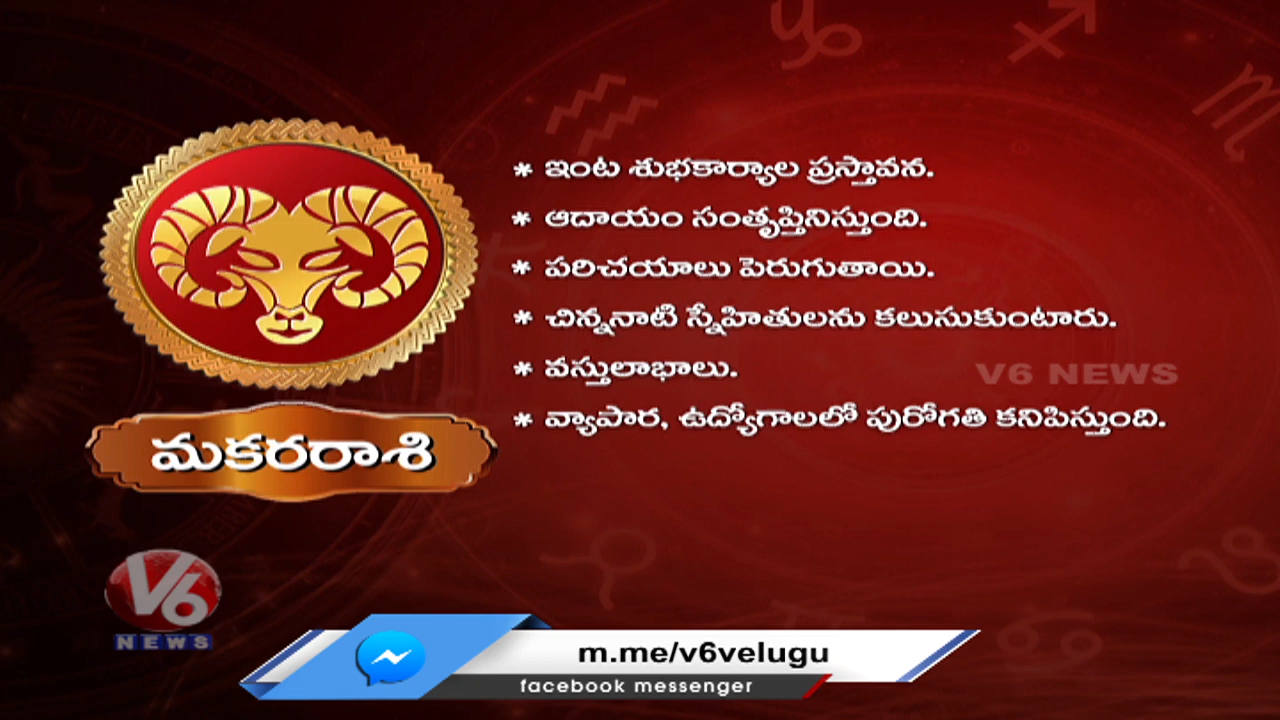 * ఇంట శుభకార్యాల ప్రస్తావన.
* ఆదాయం సంతృప్తినిస్తుంది.
* పరిచయాలు పెరుగుతాయి.
* చిన్ననాటి స్నేహితులను కలుసుకుంటారు.
* వస్తులాభాలు.
V6 NEWS
* వ్యాపార, ఉద్యోగాలలో పురోగతి కనిపిస్తుంది.
మకరరాశి
V6
NEWS
m.me/v6velugu
facebook messenger